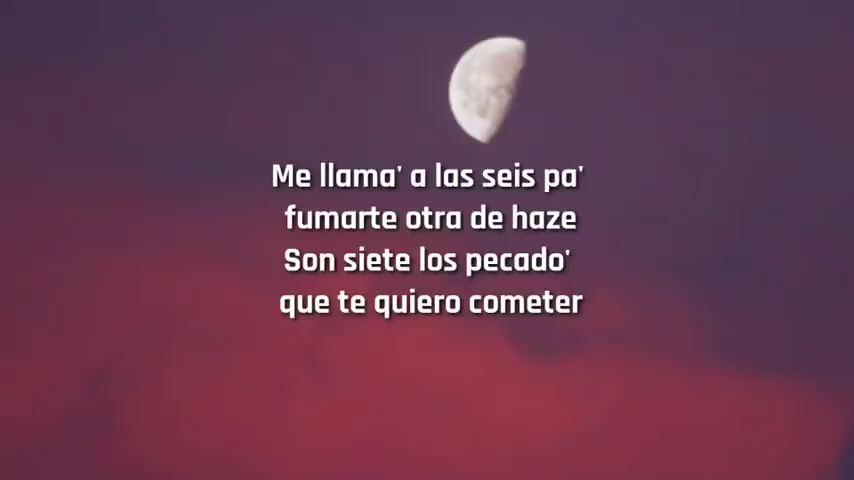 Me llama' a las seis pa'
fumarte otra de haze
Son siete los pecado'
que te quiero cometer